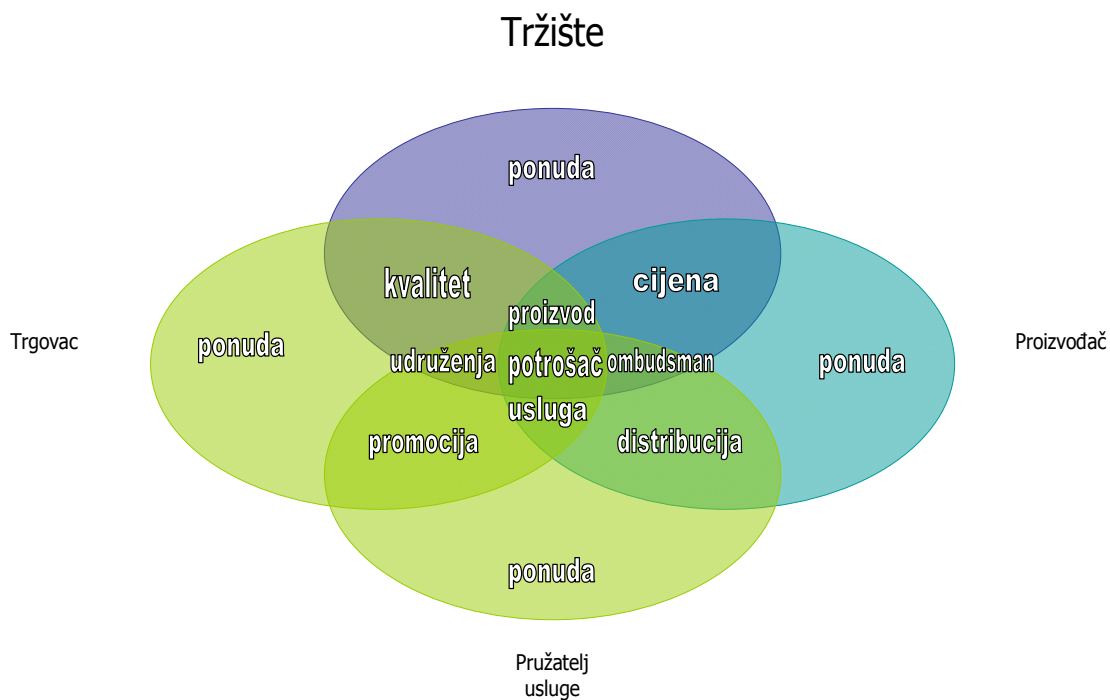 Tržište
ponuda
kvalitet
cijena
proizvod
Trgovac
ponuda
udruženja
potrošač
ombudsman
ponuda
Proizvođač
usluga
promocija
distribucija
ponuda
Pružatelj
usluge